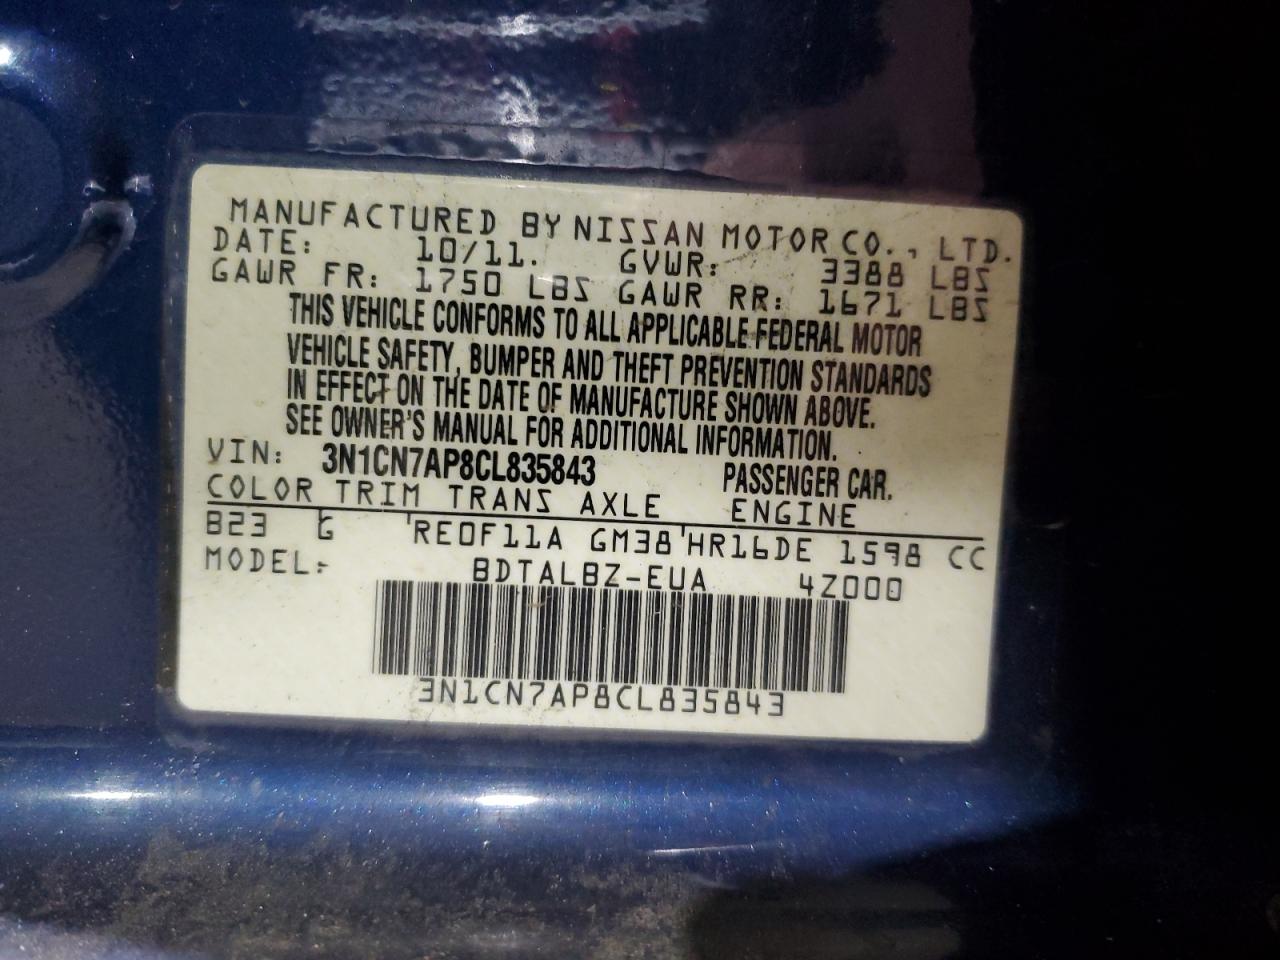 MANUFACTURED BY NISSAN MOTOR CO., LTD.
DATE: 10/11. GVWR: 3388 LBS
GAWR FR: 1750 LBS GAWR RR: 1671 LBS
THIS VEHICLE CONFORMS TO ALL APPLICABLE FEDERAL MOTOR
VEHICLE SAFETY, BUMPER AND THEFT PREVENTION STANDARDS
IN EFFECT ON THE DATE OF MANUFACTURE SHOWN ABOVE.
SEE OWNER'S MANUAL FOR ADDITIONAL INFORMATION.
VIN: 3N1CN7AP8CL835843 PASSENGER CAR.
COLOR TRIM TRANS AXLE ENGINE
B23 G RE0F11A GM38 HR16DE 1598 CC
MODEL: BDTALBZ-EUA 4Z000
3N1CN7AP8CL835843